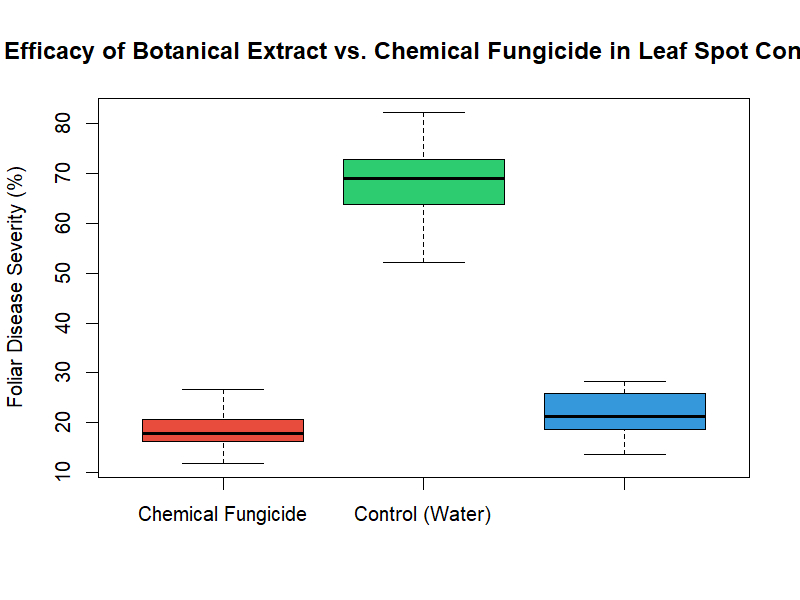 Efficacy of Botanical Extract vs. Chemical Fungicide in Leaf Spot Con
Foliar Disease Severity (%)
80
70
60
50
40
30
20
10
Chemical Fungicide Control (Water)